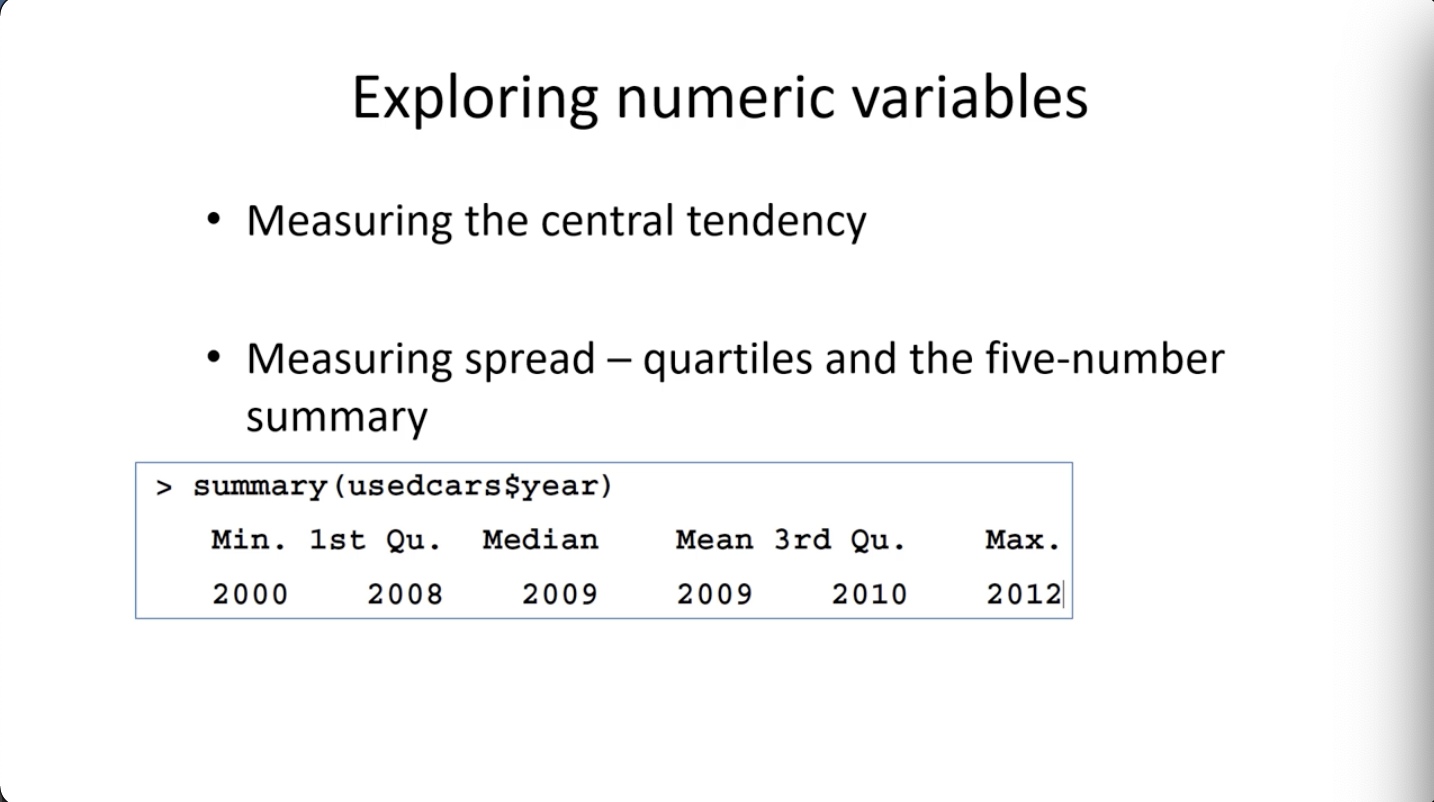 Exploring numeric variables
• Measuring the central tendency
• Measuring spread – quartiles and the five-number
summary
> summary(usedcars$year)
Min. 1st Qu. Median Mean 3rd Qu. Max.
2000 2008 2009 2009 2010 2012